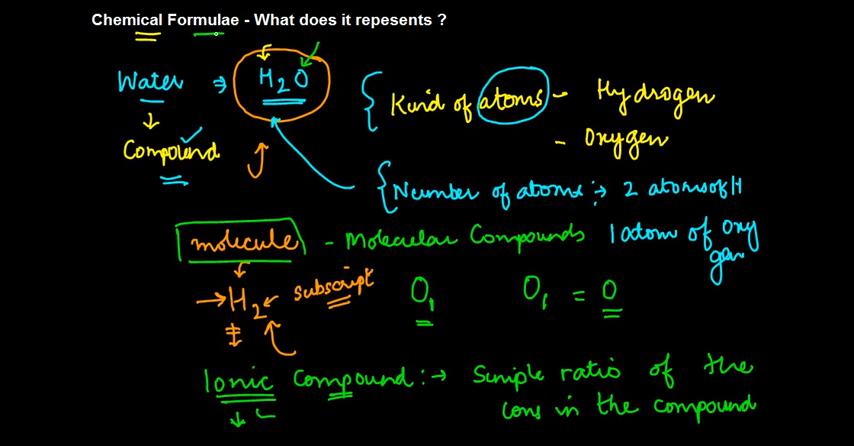 Chemical Formulae - What does it repesents ?
Water ⇒ H2O
Kind of atoms - Hydrogen
- Oxygen
Compound
Number of atoms :→ 2 atoms of H
1 atom of oxy
gen
molecule - Molecular Compounds
→ H2 ← subscript O1 O1 = O
Ionic Compound :→ Simple ratio of the
ions in the compound